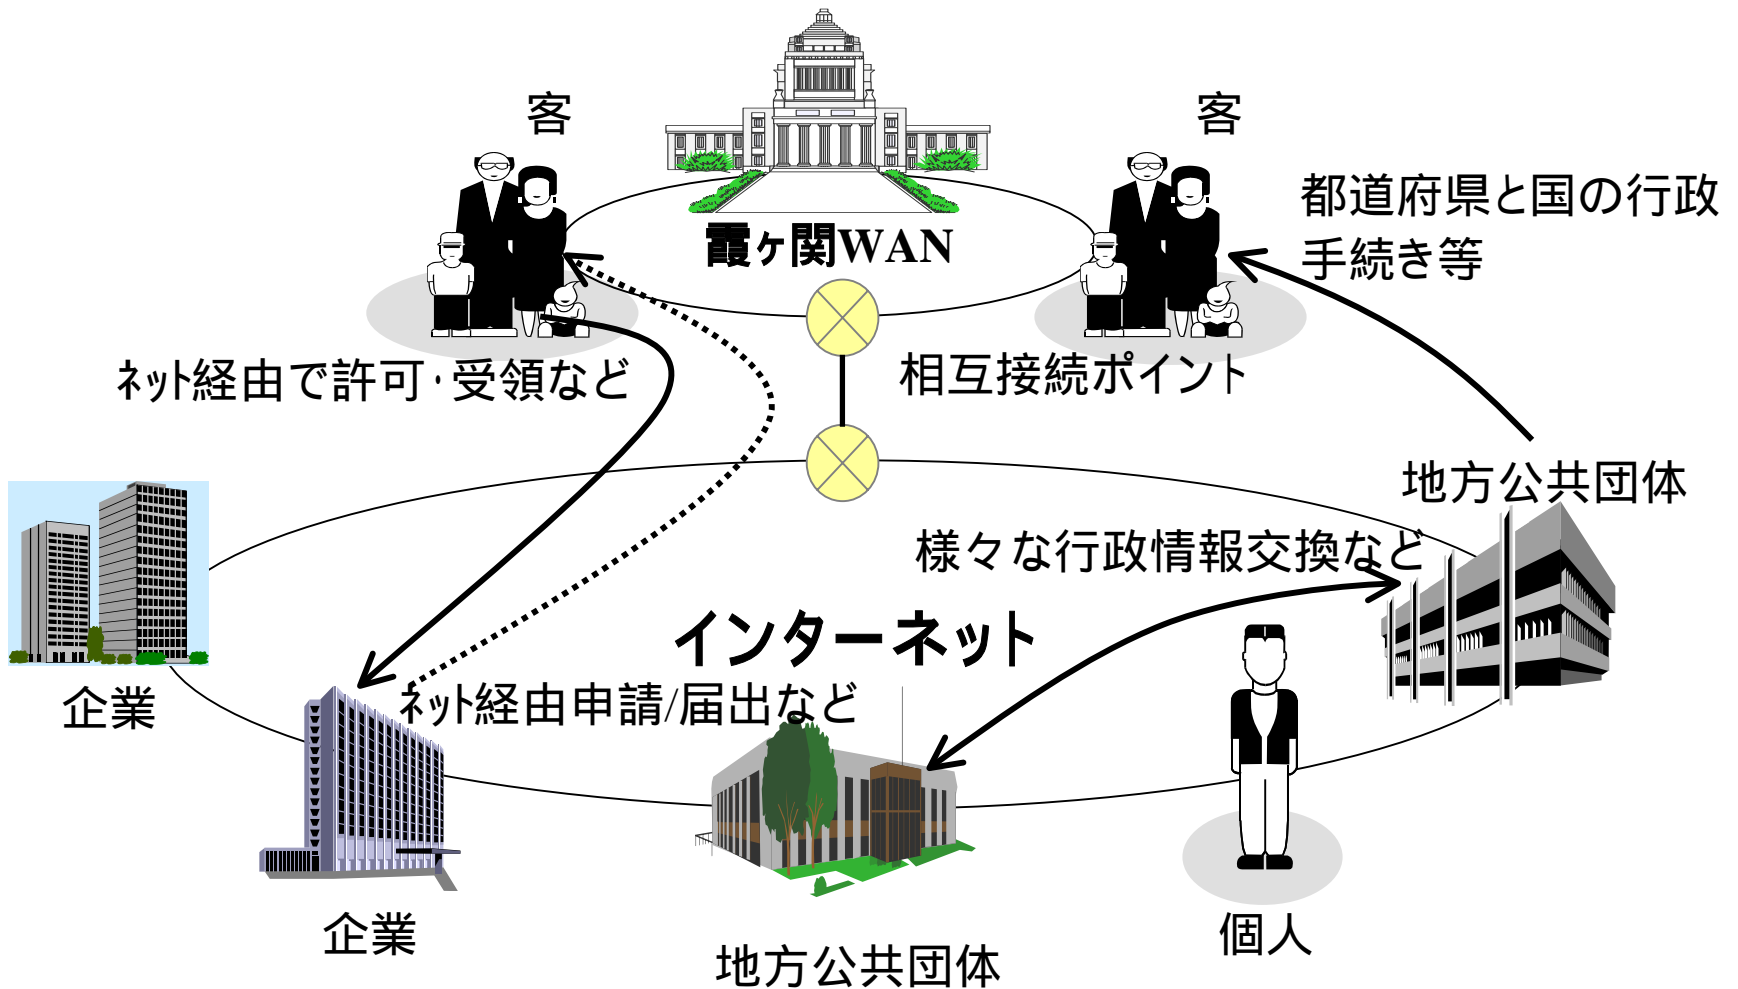 客
客
都道府県と国の行政
手続き等
霞ヶ関WAN
ﾈｯﾄ経由で許可・受領など
相互接続ポイント
地方公共団体
様々な行政情報交換など
インターネット
企業
ﾈｯﾄ経由申請/届出など
企業
個人
地方公共団体